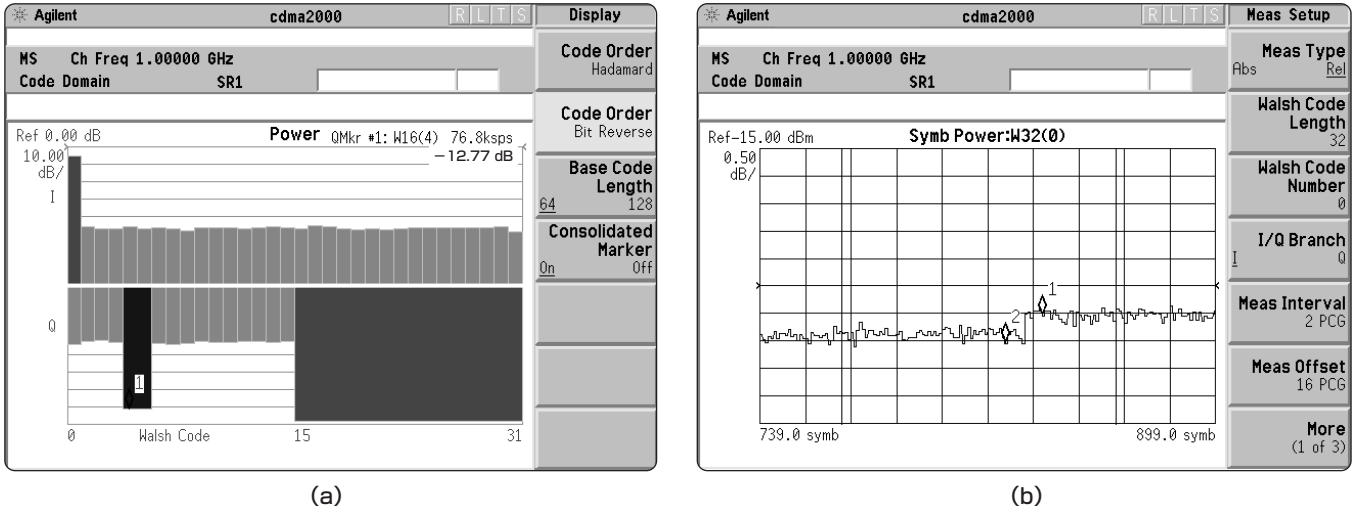 Agilent cdma2000 R L T S Display
MS Ch Freq 1.00000 GHz
Code Domain SR1
Ref 0.00 dB Power QMkr #1: W16(4) 76.8ksps
−12.77 dB
10.00
dB/
I
Q
1
0 Walsh Code 15 31
Code Order
Hadamard
Code Order
Bit Reverse
Base Code
Length
64 128
Consolidated
Marker
On Off
(a)
Agilent cdma2000 R L T S Meas Setup
MS Ch Freq 1.00000 GHz
Code Domain SR1
Ref-15.00 dBm Symb Power:W32(0)
0.50
dB/
1
2
739.0 symb 899.0 symb
Meas Type
Abs Rel
Walsh Code
Length
32
Walsh Code
Number
0
I/Q Branch
I Q
Meas Interval
2 PCG
Meas Offset
16 PCG
More
(1 of 3)
(b)